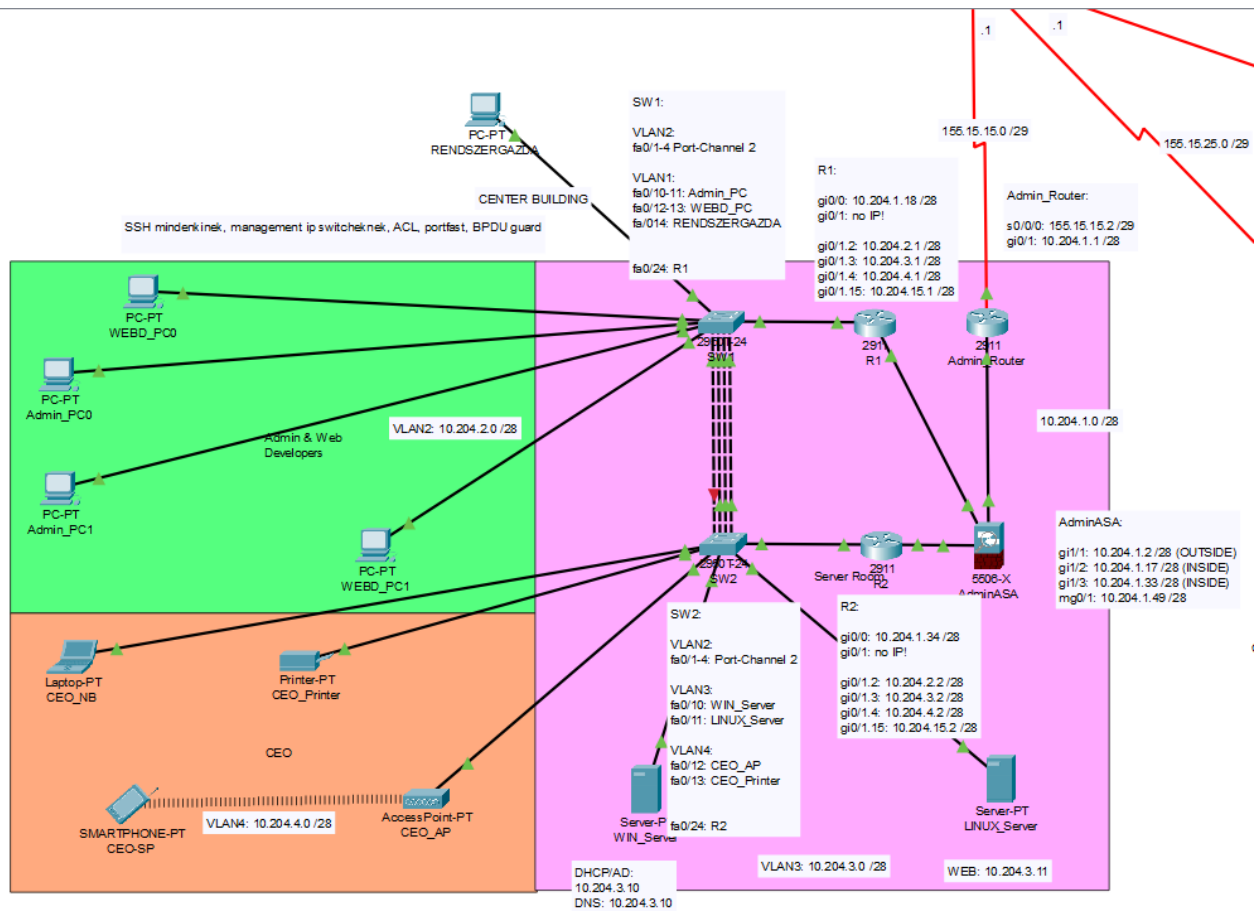 .1
.1
155.15.15.0 /29
155.15.25.0 /29
PC-PT
RENDSZERGAZDA
CENTER BUILDING
SSH mindenkinek, management ip switcheknek, ACL, portfast, BPDU guard
SW1:
VLAN2:
fa0/1-4 Port-Channel 2
VLAN1:
fa0/10-11: Admin_PC
fa0/12-13: WEBD_PC
fa/014: RENDSZERGAZDA
fa0/24: R1
R1:
gi0/0: 10.204.1.18 /28
gi0/1: no IP!
gi0/1.2: 10.204.2.1 /28
gi0/1.3: 10.204.3.1 /28
gi0/1.4: 10.204.4.1 /28
gi0/1.15: 10.204.15.1 /28
Admin_Router:
s0/0/0: 155.15.15.2 /29
gi0/1: 10.204.1.1 /28
PC-PT
WEBD_PC0
PC-PT
Admin_PC0
PC-PT
Admin_PC1
PC-PT
WEBD_PC1
Admin & Web
Developers
VLAN2: 10.204.2.0 /28
SW1
2911
R1
2911
Admin_Router
10.204.1.0 /28
SW2
Server Room
2911
R2
5506-X
AdminASA
AdminASA:
gi1/1: 10.204.1.2 /28 (OUTSIDE)
gi1/2: 10.204.1.17 /28 (INSIDE)
gi1/3: 10.204.1.33 /28 (INSIDE)
mg0/1: 10.204.1.49 /28
Laptop-PT
CEO_NB
Printer-PT
CEO_Printer
CEO
SMARTPHONE-PT
CEO-SP
VLAN4: 10.204.4.0 /28
AccessPoint-PT
CEO_AP
SW2:
VLAN2:
fa0/1-4: Port-Channel 2
VLAN3:
fa0/10: WIN_Server
fa0/11: LINUX_Server
VLAN4:
fa0/12: CEO_AP
fa0/13: CEO_Printer
fa0/24: R2
R2:
gi0/0: 10.204.1.34 /28
gi0/1: no IP!
gi0/1.2: 10.204.2.2 /28
gi0/1.3: 10.204.3.2 /28
gi0/1.4: 10.204.4.2 /28
gi0/1.15: 10.204.15.2 /28
Server-P
WIN_Server
Server-PT
LINUX_Server
DHCP/AD:
10.204.3.10
DNS: 10.204.3.10
VLAN3: 10.204.3.0 /28
WEB: 10.204.3.11